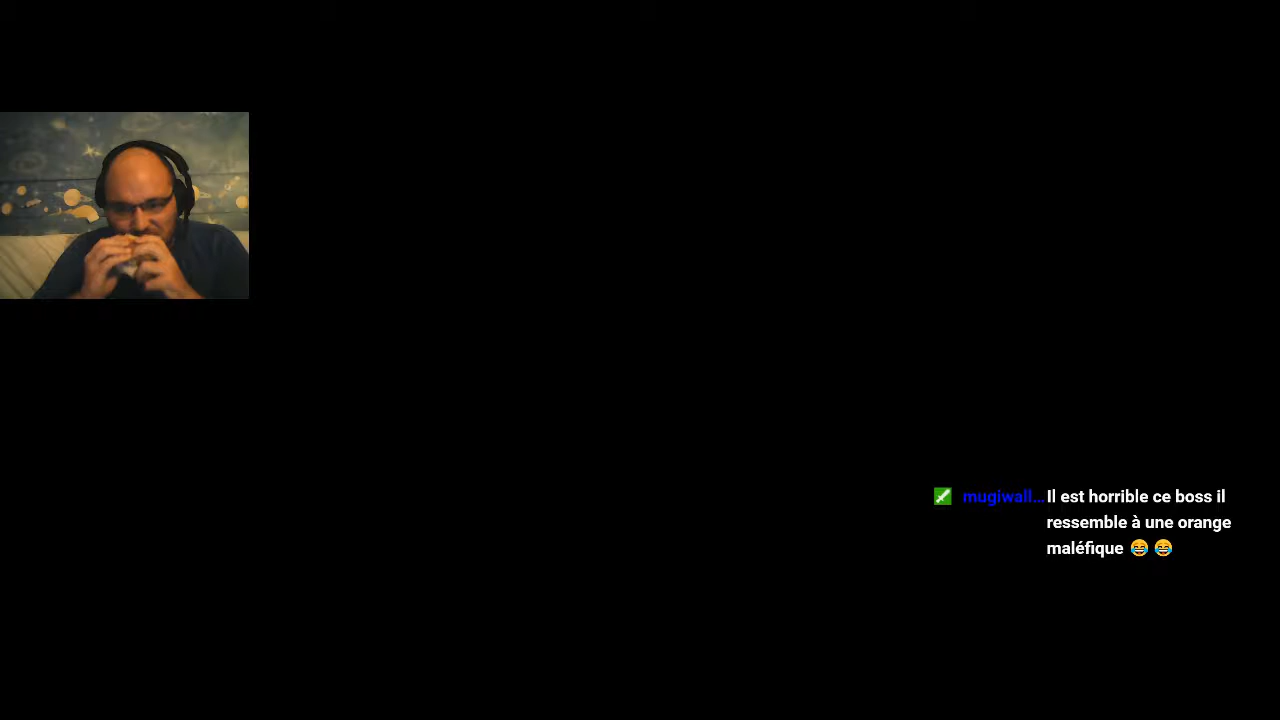 mugiwall... Il est horrible ce boss il
ressemble à une orange
maléfique 😂 😂